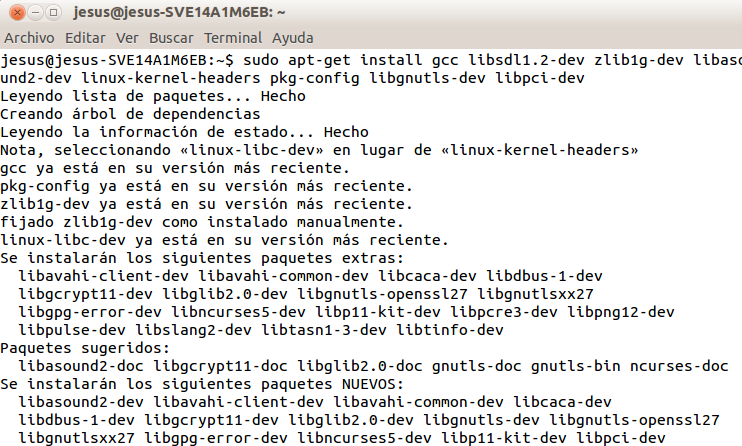 jesus@jesus-SVE14A1M6EB: ~
Archivo Editar Ver Buscar Terminal Ayuda
jesus@jesus-SVE14A1M6EB:~$ sudo apt-get install gcc libsdl1.2-dev zlib1g-dev libaso
und2-dev linux-kernel-headers pkg-config libgnutls-dev libpci-dev
Leyendo lista de paquetes... Hecho
Creando árbol de dependencias
Leyendo la información de estado... Hecho
Nota, seleccionando «linux-libc-dev» en lugar de «linux-kernel-headers»
gcc ya está en su versión más reciente.
pkg-config ya está en su versión más reciente.
zlib1g-dev ya está en su versión más reciente.
fijado zlib1g-dev como instalado manualmente.
linux-libc-dev ya está en su versión más reciente.
Se instalarán los siguientes paquetes extras:
libavahi-client-dev libavahi-common-dev libcaca-dev libdbus-1-dev
libgcrypt11-dev libglib2.0-dev libgnutls-openssl27 libgnutlsxx27
libgpg-error-dev libncurses5-dev libp11-kit-dev libpcre3-dev libpng12-dev
libpulse-dev libslang2-dev libtasn1-3-dev libtinfo-dev
Paquetes sugeridos:
libasound2-doc libgcrypt11-doc libglib2.0-doc gnutls-doc gnutls-bin ncurses-doc
Se instalarán los siguientes paquetes NUEVOS:
libasound2-dev libavahi-client-dev libavahi-common-dev libcaca-dev
libdbus-1-dev libgcrypt11-dev libglib2.0-dev libgnutls-dev libgnutls-openssl27
libgnutlsxx27 libgpg-error-dev libncurses5-dev libp11-kit-dev libpci-dev